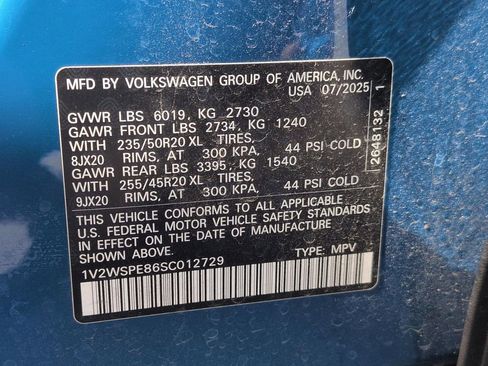 MFD BY VOLKSWAGEN GROUP OF AMERICA, INC.
USA 07/2025
GVWR LBS 6019, KG 2730
GAWR FRONT LBS 2734, KG 1240
WITH 235/50R20 XL TIRES,
8JX20 RIMS, AT 300 KPA, 44 PSI COLD
GAWR REAR LBS 3395, KG 1540
WITH 255/45R20 XL TIRES,
9JX20 RIMS, AT 300 KPA, 44 PSI COLD
THIS VEHICLE CONFORMS TO ALL APPLICABLE
U.S. FEDERAL MOTOR VEHICLE SAFETY STANDARDS
IN EFFECT ON THE DATE OF MANUFACTURE
SHOWN ABOVE.
1V2WSPE86SC012729 TYPE: MPV
2648132 1